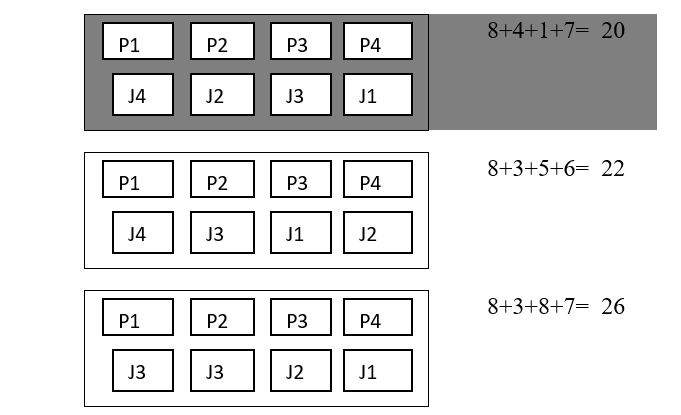 P1 P2 P3 P4 8+4+1+7= 20
J4 J2 J3 J1
P1 P2 P3 P4 8+3+5+6= 22
J4 J3 J1 J2
P1 P2 P3 P4 8+3+8+7= 26
J3 J3 J2 J1